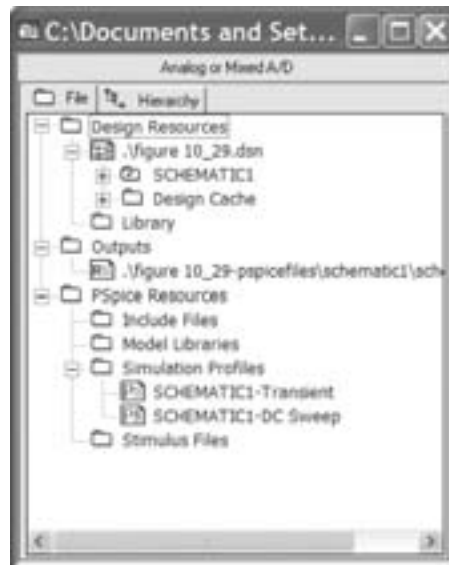 C:\Documents and Set...
Analog or Mixed A/D
File
Hierarchy
Design Resources
.\figure 10_29.dsn
SCHEMATIC1
Design Cache
Library
Outputs
.\figure 10_29-pspicefiles\schematic1\sch
PSpice Resources
Include Files
Model Libraries
Simulation Profiles
SCHEMATIC1-Transient
SCHEMATIC1-DC Sweep
Stimulus Files